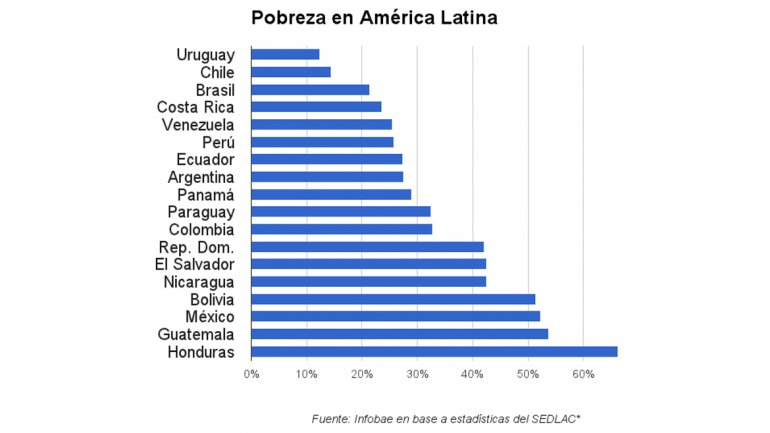 Pobreza en América Latina
Uruguay
Chile
Brasil
Costa Rica
Venezuela
Perú
Ecuador
Argentina
Panamá
Paraguay
Colombia
Rep. Dom.
El Salvador
Nicaragua
Bolivia
México
Guatemala
Honduras
0% 10% 20% 30% 40% 50% 60%
Fuente: Infobae en base a estadísticas del SEDLAC*